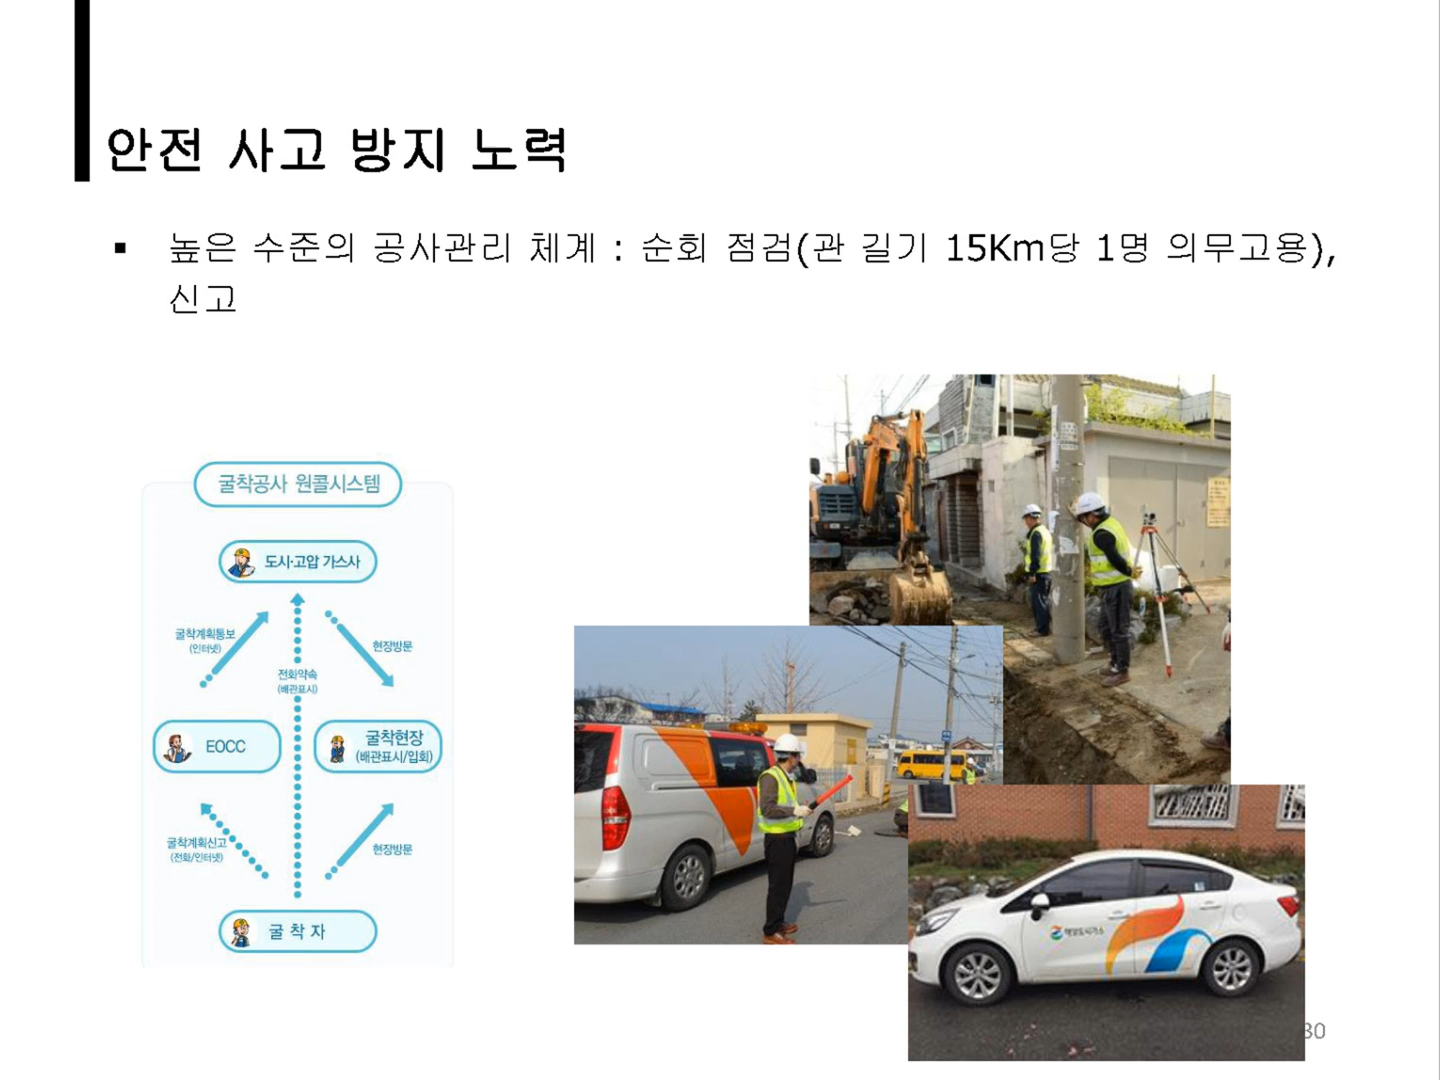 안전 사고 방지 노력
▪ 높은 수준의 공사관리 체계 : 순회 점검(관 길기 15Km당 1명 의무고용),
신고
굴착공사 원콜시스템
도시·고압 가스사
굴착계획통보
(인터넷)
현장방문
전화약속
(배관표시)
EOCC
굴착현장
(배관표시/입회)
굴착계획신고
(전화/인터넷)
현장방문
굴 착 자
30